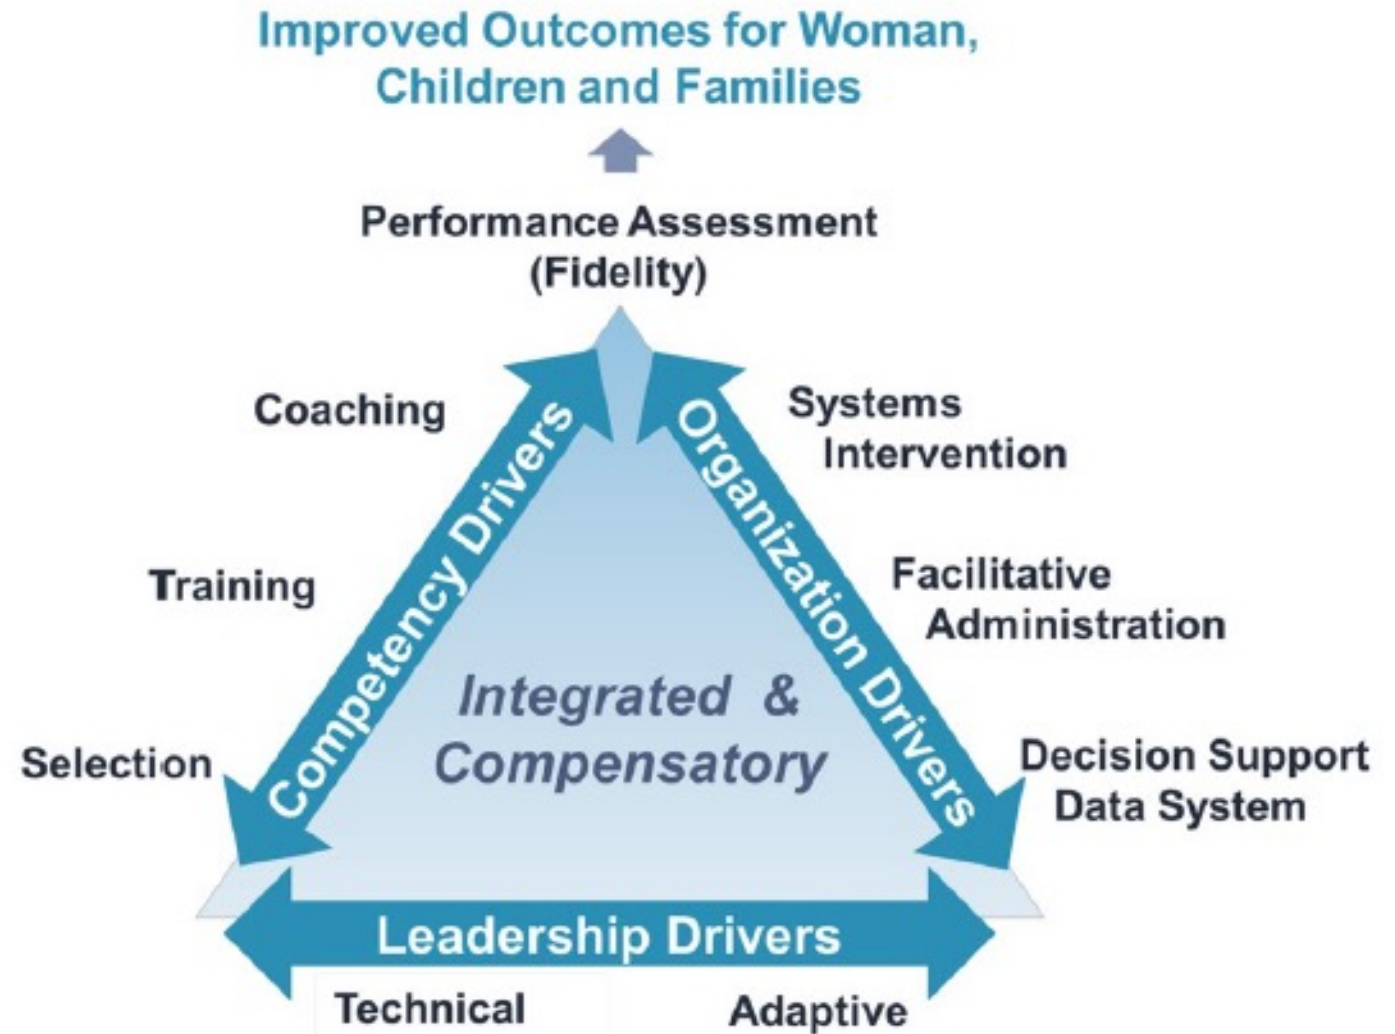 Improved Outcomes for Woman,
Children and Families
Performance Assessment
(Fidelity)
Coaching
Systems
Intervention
Competency Drivers
Organization Drivers
Training
Facilitative
Administration
Integrated &
Compensatory
Selection
Decision Support
Data System
Leadership Drivers
Technical
Adaptive